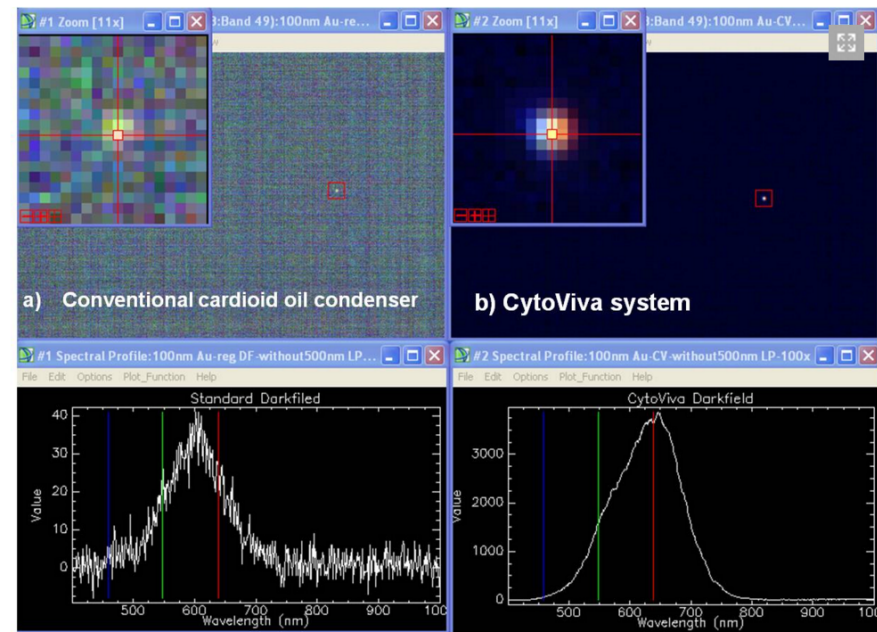 #1 Zoom [11x]
3:Band 49):100nm Au-re...
#2 Zoom [11x]
3:Band 49):100nm Au-CV...
a) Conventional cardioid oil condenser
b) CytoViva system
#1 Spectral Profile:100nm Au-reg DF-without500nm LP...
#2 Spectral Profile:100nm Au-CV-without500nm LP-100x
File Edit Options Plot_Function Help
File Edit Options Plot_Function Help
Standard Darkfiled
CytoViva Darkfield
40
30
20
10
0
Value
500 600 700 800 900 100
Wavelength (nm)
3000
2000
1000
0
Value
500 600 700 800 900 100
Wavelength (nm)